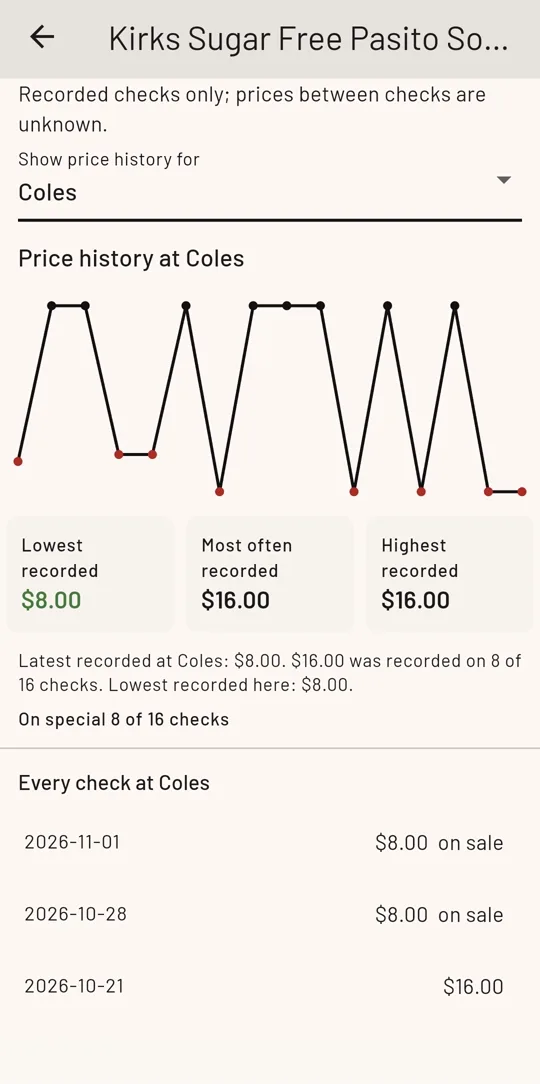 Kirks Sugar Free Pasito So...
Recorded checks only; prices between checks are
unknown.
Show price history for
Coles
Price history at Coles
Lowest
recorded
$8.00
Most often
recorded
$16.00
Highest
recorded
$16.00
Latest recorded at Coles: $8.00. $16.00 was recorded on 8 of
16 checks. Lowest recorded here: $8.00.
On special 8 of 16 checks
Every check at Coles
2026-11-01 $8.00 on sale
2026-10-28 $8.00 on sale
2026-10-21 $16.00